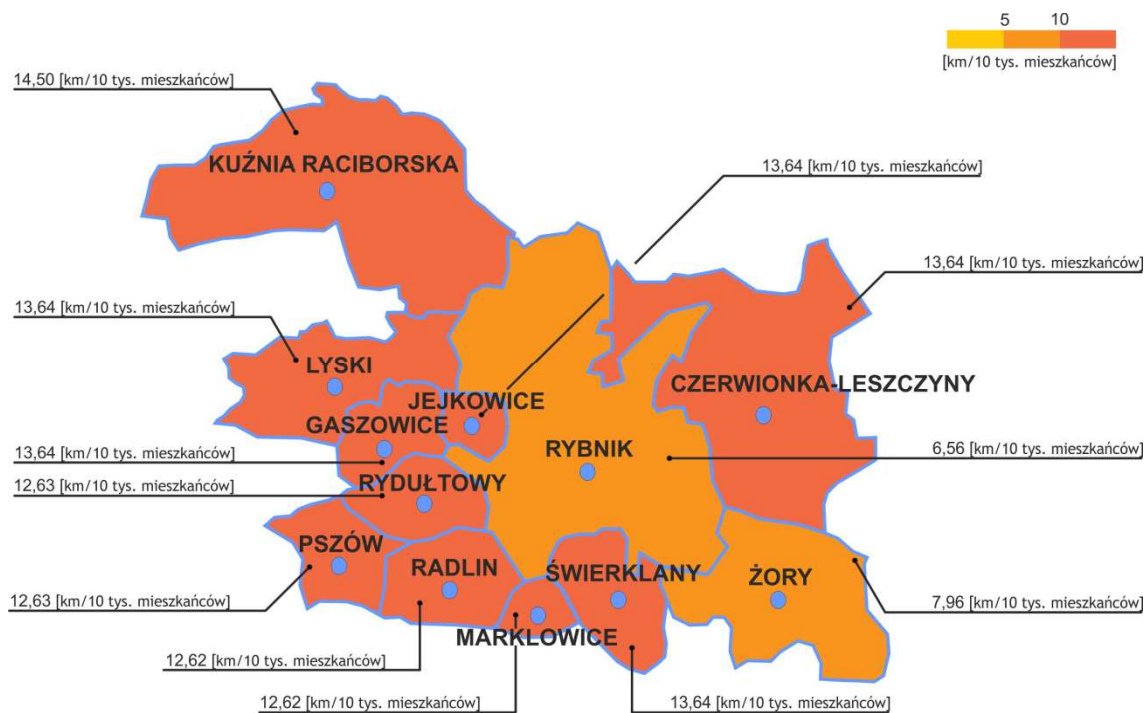 5 10
[km/10 tys. mieszkańców]
14,50 [km/10 tys. mieszkańców]
KUŹNIA RACIBORSKA
13,64 [km/10 tys. mieszkańców]
13,64 [km/10 tys. mieszkańców]
13,64 [km/10 tys. mieszkańców]
LYSKI
CZERWIONKA-LESZCZYNY
JEJKOWICE
GASZOWICE
RYBNIK
13,64 [km/10 tys. mieszkańców]
6,56 [km/10 tys. mieszkańców]
12,63 [km/10 tys. mieszkańców]
RYDUŁTOWY
PSZÓW
RADLIN
ŚWIERKLANY
ŻORY
12,63 [km/10 tys. mieszkańców]
7,96 [km/10 tys. mieszkańców]
MARKLOWICE
12,62 [km/10 tys. mieszkańców]
12,62 [km/10 tys. mieszkańców]
13,64 [km/10 tys. mieszkańców]